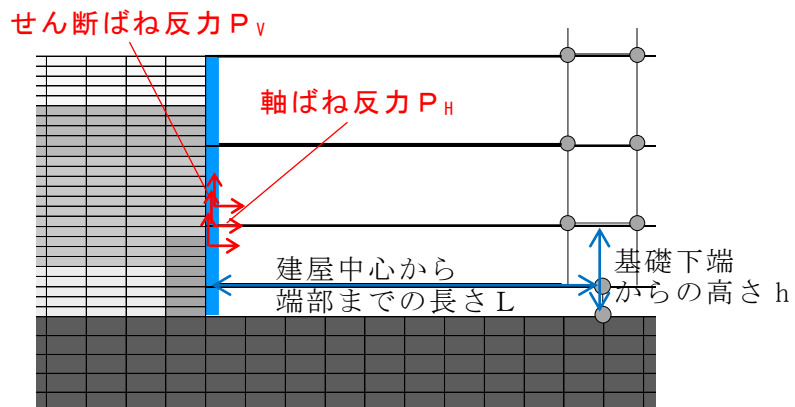 せん断ばね反力ＰV
軸ばね反力ＰH
建屋中心から
端部までの長さＬ
基礎下端
からの高さｈ